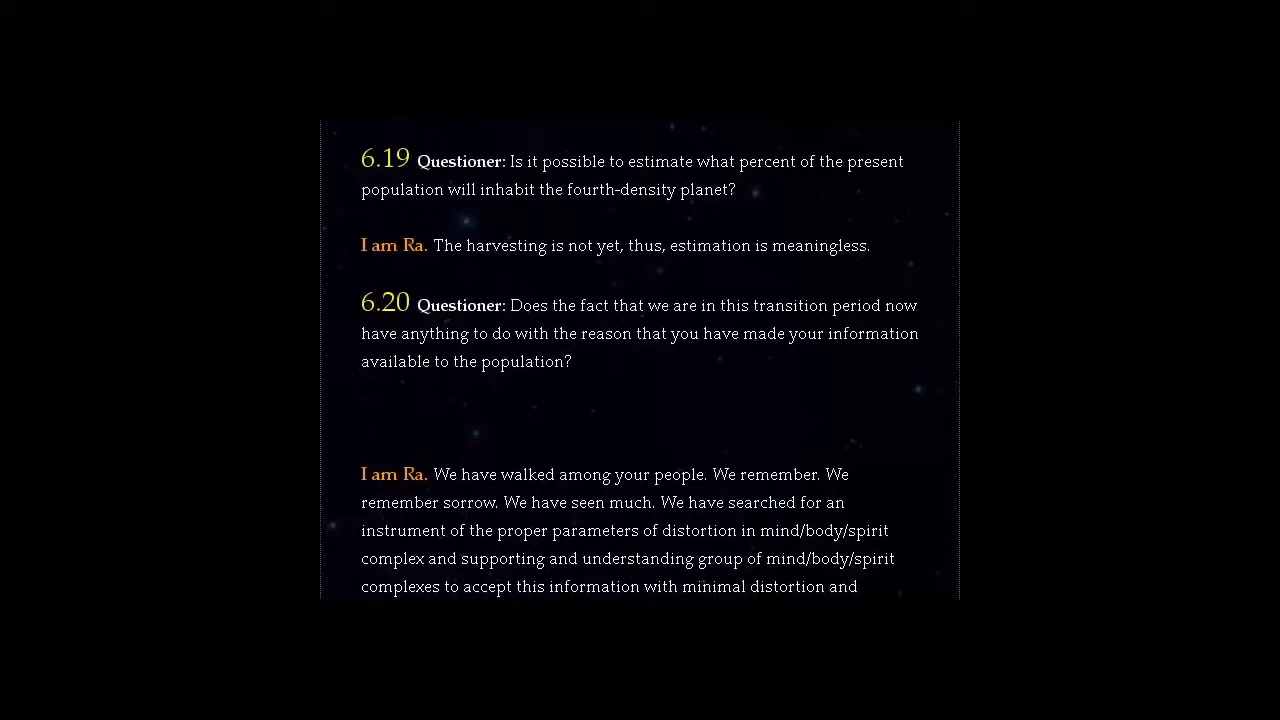 6.19 Questioner: Is it possible to estimate what percent of the present
population will inhabit the fourth-density planet?
I am Ra. The harvesting is not yet, thus, estimation is meaningless.
6.20 Questioner: Does the fact that we are in this transition period now
have anything to do with the reason that you have made your information
available to the population?
I am Ra. We have walked among your people. We remember. We
remember sorrow. We have seen much. We have searched for an
instrument of the proper parameters of distortion in mind/body/spirit
complex and supporting and understanding group of mind/body/spirit
complexes to accept this information with minimal distortion and